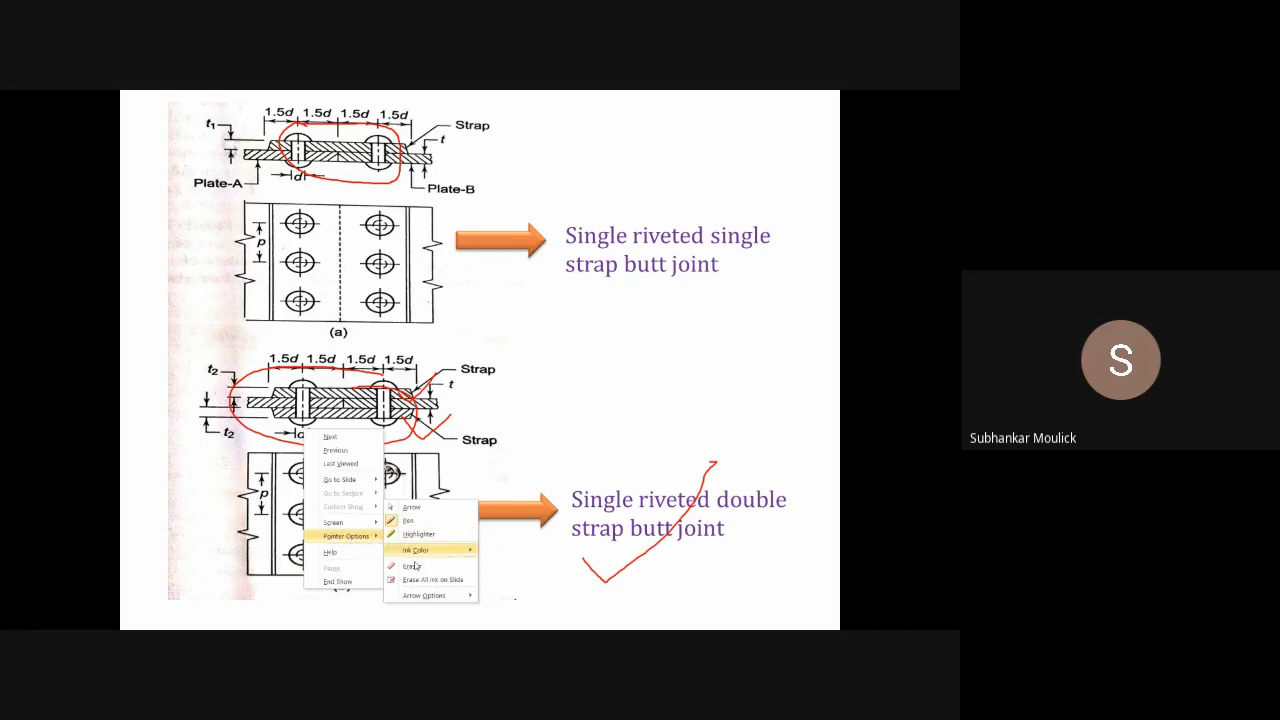 1.5d 1.5d 1.5d 1.5d
t1
Strap
t
d
Plate-A
Plate-B
p
Single riveted single
strap butt joint
(a)
1.5d 1.5d 1.5d 1.5d
t2
Strap
t
t2
Strap
p
Single riveted double
strap butt joint
Next
Previous
Last Viewed
Go to Slide
Go to Section
Custom Show
Screen
Pointer Options
Help
Pause
End Show
Arrow
Pen
Highlighter
Ink Color
Erase All Ink on Slide
Arrow Options
S
Subhankar Moulick